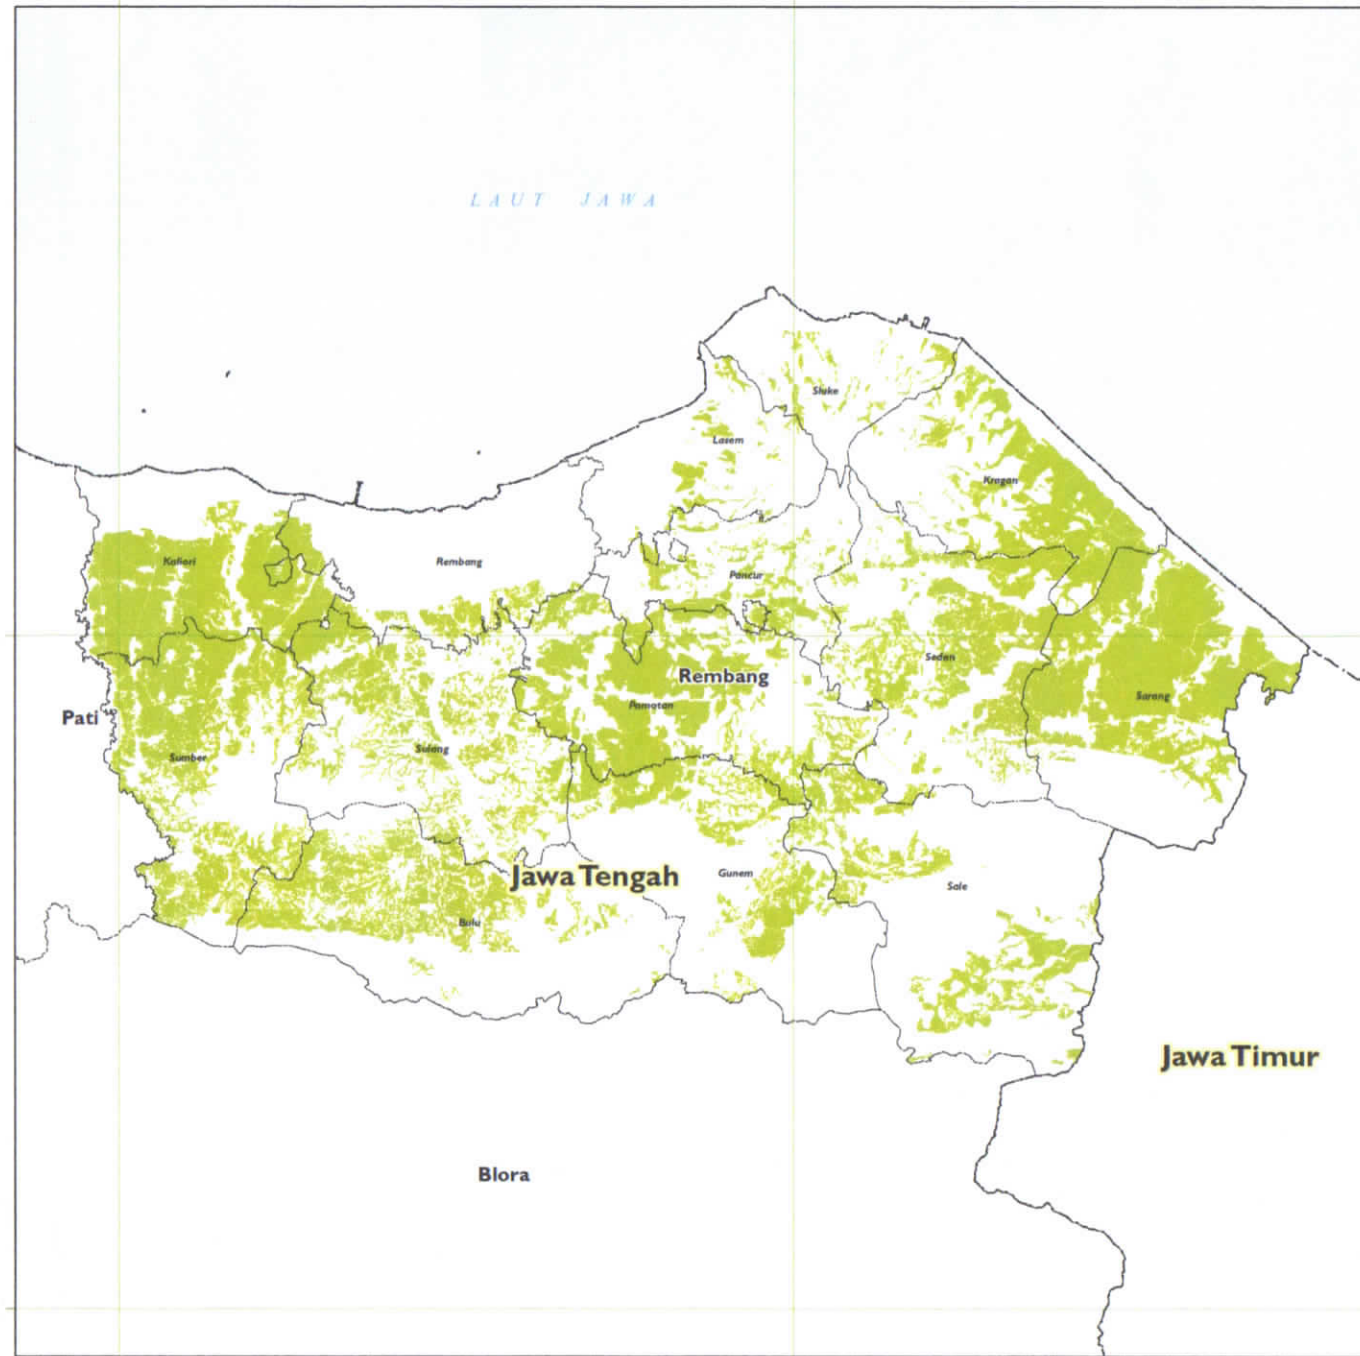 LAUT JAWA
Sluke
Lasem
Kragan
Kaliori
Rembang
Pancur
Sedan
Rembang
Sarang
Pamotan
Pati
Sulang
Sumber
Jawa Tengah
Gunem
Sale
Bulu
Jawa Timur
Blora